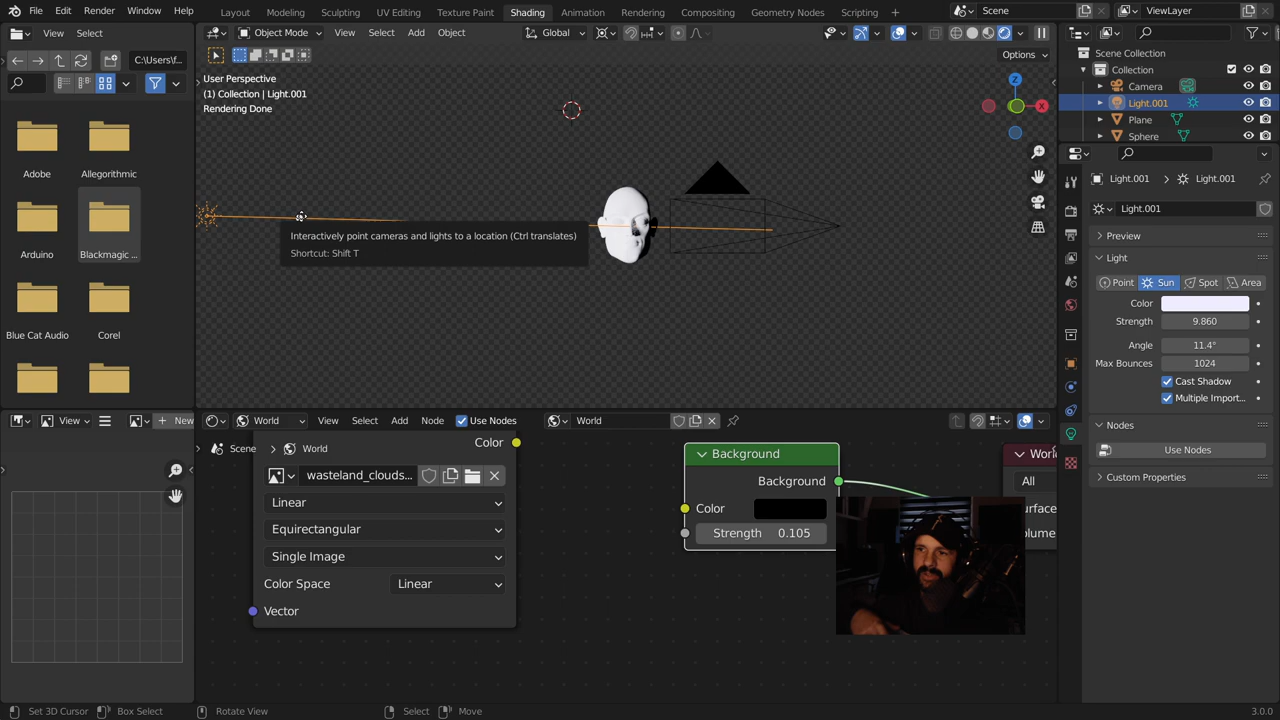 File Edit Render Window Help
Layout Modeling Sculpting UV Editing Texture Paint Shading Animation Rendering Compositing Geometry Nodes Scripting
Scene
ViewLayer
View Select
C:\Users\f...
Adobe
Allegorithmic
Arduino
Blackmagic ...
Blue Cat Audio
Corel
Object Mode View Select Add Object
Global
Options
User Perspective
(1) Collection | Light.001
Rendering Done
Z
X
Interactively point cameras and lights to a location (Ctrl translates)
Shortcut: Shift T
Scene Collection
Collection
Camera
Light.001
Plane
Sphere
Light.001 Light.001
Light.001
Preview
Light
Point Sun Spot Area
Color
Strength 9.860
Angle 11.4°
Max Bounces 1024
Cast Shadow
Multiple Import...
Nodes
Use Nodes
Custom Properties
View
New
World View Select Add Node Use Nodes World
Scene World
Color
wasteland_clouds...
Linear
Equirectangular
Single Image
Color Space Linear
Vector
Background
Background
Color
Strength 0.105
All
Set 3D Cursor Box Select Rotate View Select Move 3.0.0